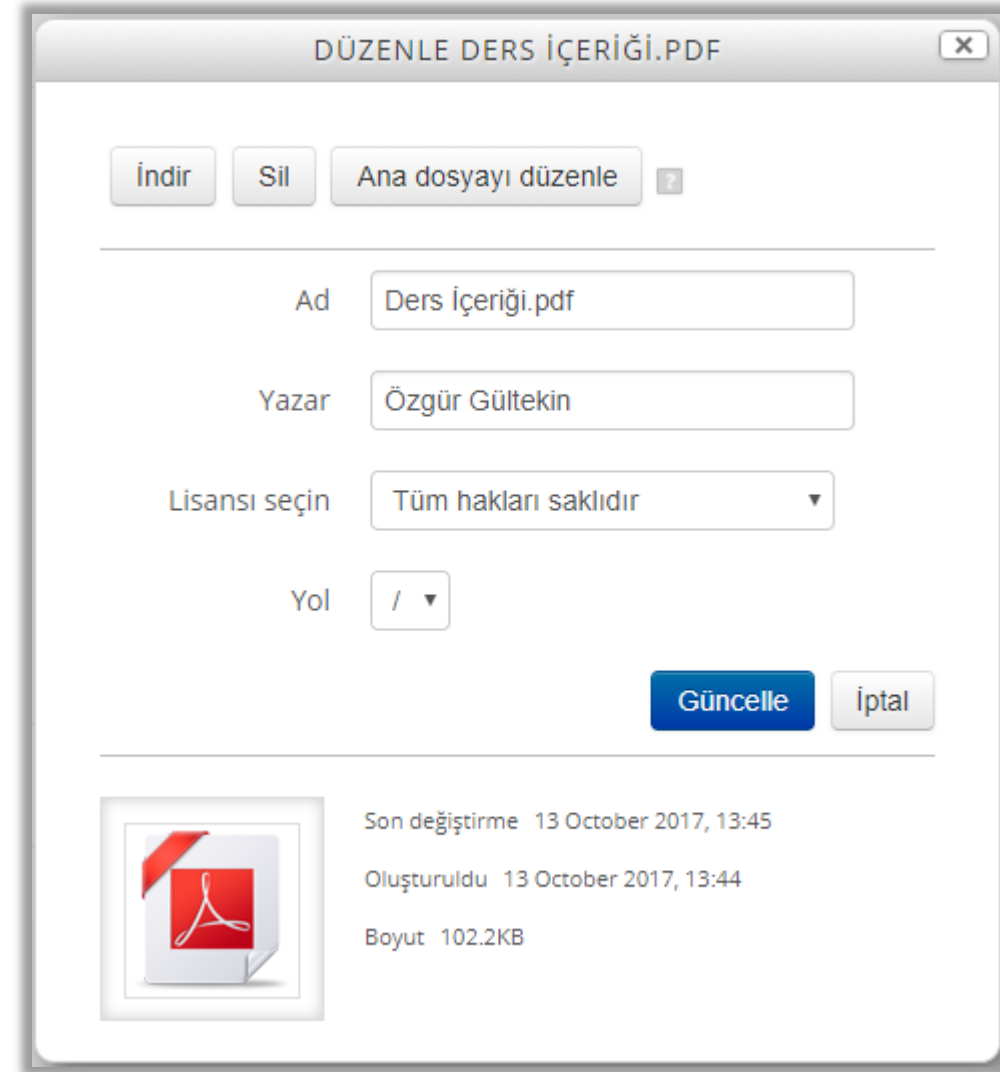 DÜZENLE DERS İÇERİĞİ.PDF
İndir Sil Ana dosyayı düzenle ?
Ad Ders İçeriği.pdf
Yazar Özgür Gültekin
Lisansı seçin Tüm hakları saklıdır
Yol /
Güncelle İptal
Son değiştirme 13 October 2017, 13:45
Oluşturuldu 13 October 2017, 13:44
Boyut 102.2KB